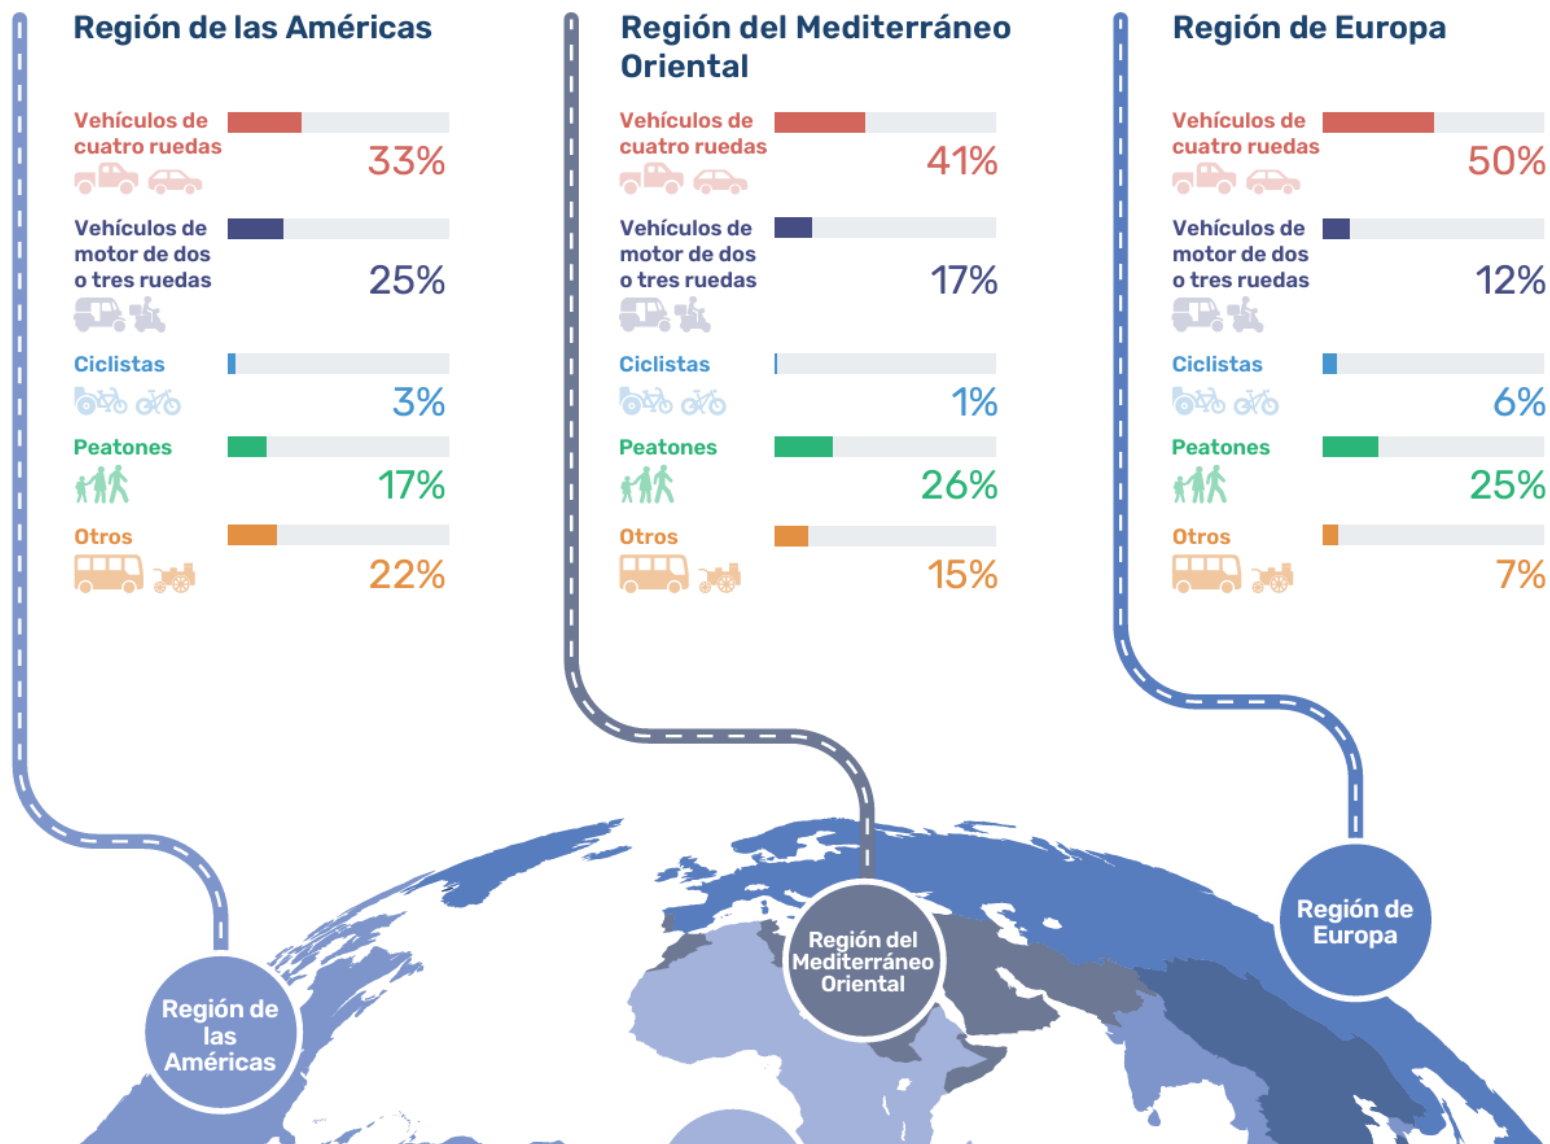 Región de las Américas
Vehículos de
cuatro ruedas
33%
Vehículos de
motor de dos
o tres ruedas
25%
Ciclistas
3%
Peatones
17%
Otros
22%
Región del Mediterráneo
Oriental
Vehículos de
cuatro ruedas
41%
Vehículos de
motor de dos
o tres ruedas
17%
Ciclistas
1%
Peatones
26%
Otros
15%
Región de Europa
Vehículos de
cuatro ruedas
50%
Vehículos de
motor de dos
o tres ruedas
12%
Ciclistas
6%
Peatones
25%
Otros
7%
Región de
las
Américas
Región del
Mediterráneo
Oriental
Región de
Europa